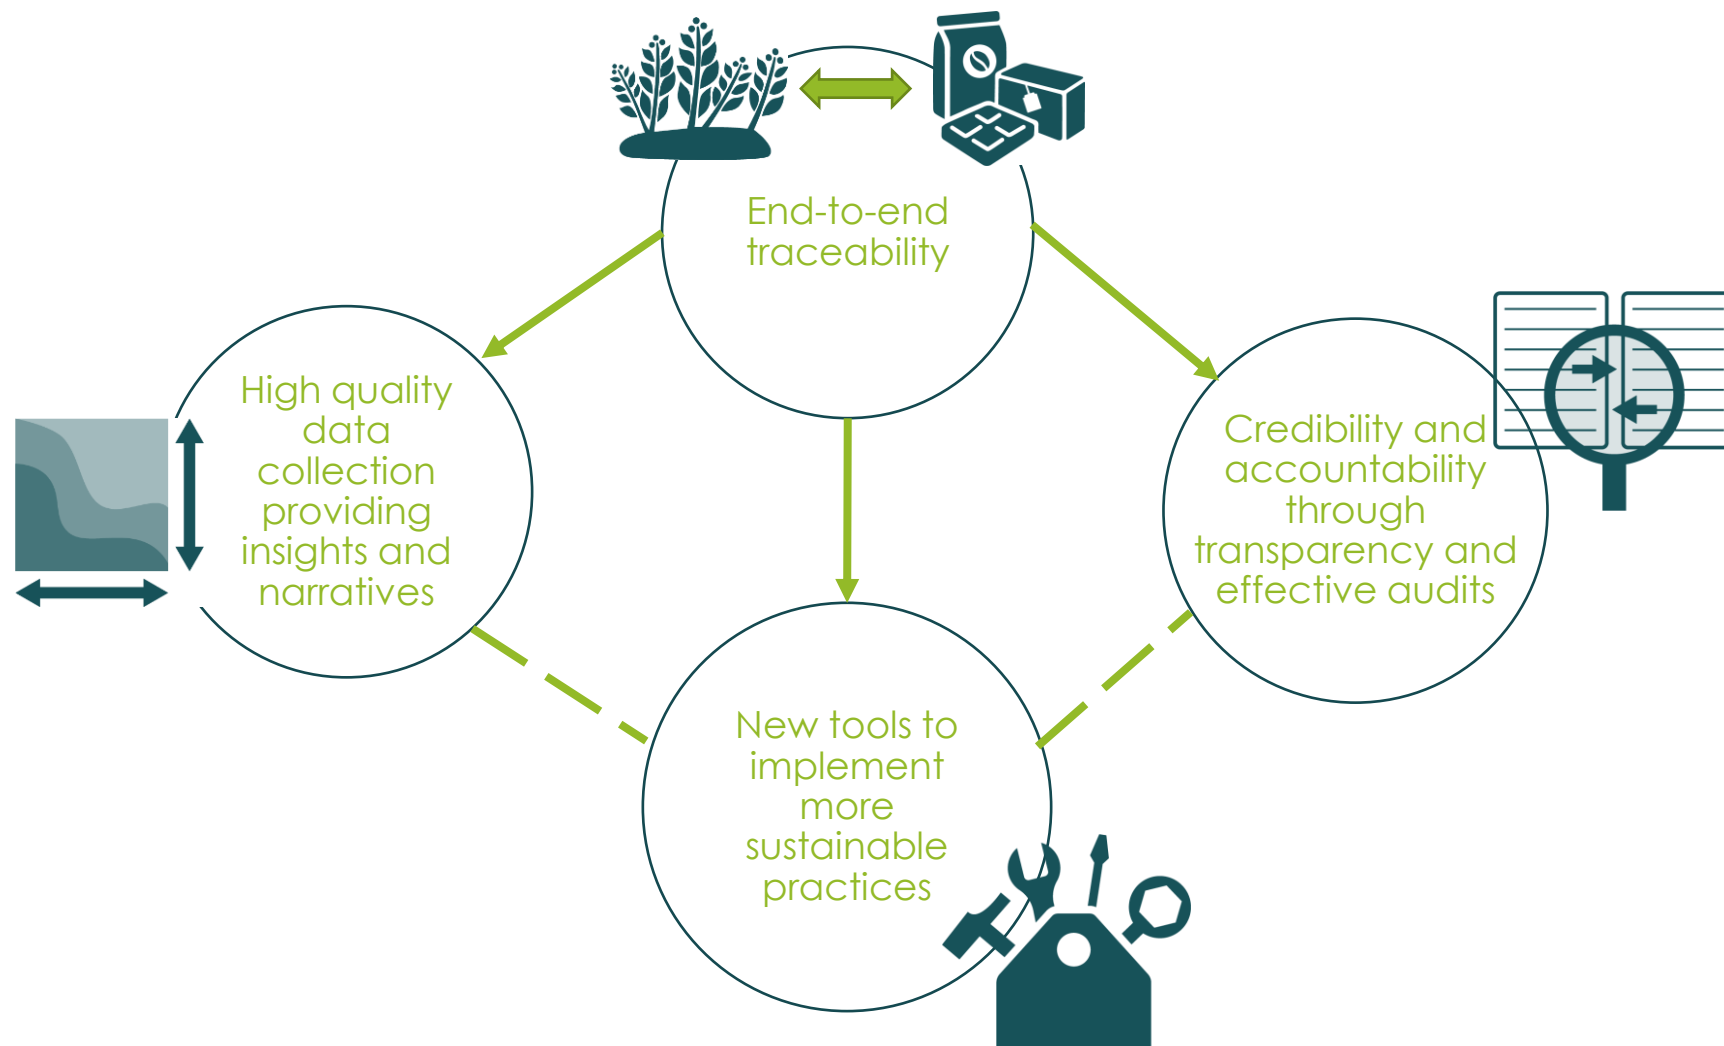 End-to-end
traceability
High quality
data
collection
providing
insights and
narratives
Credibility and
accountability
through
transparency and
effective audits
New tools to
implement
more
sustainable
practices